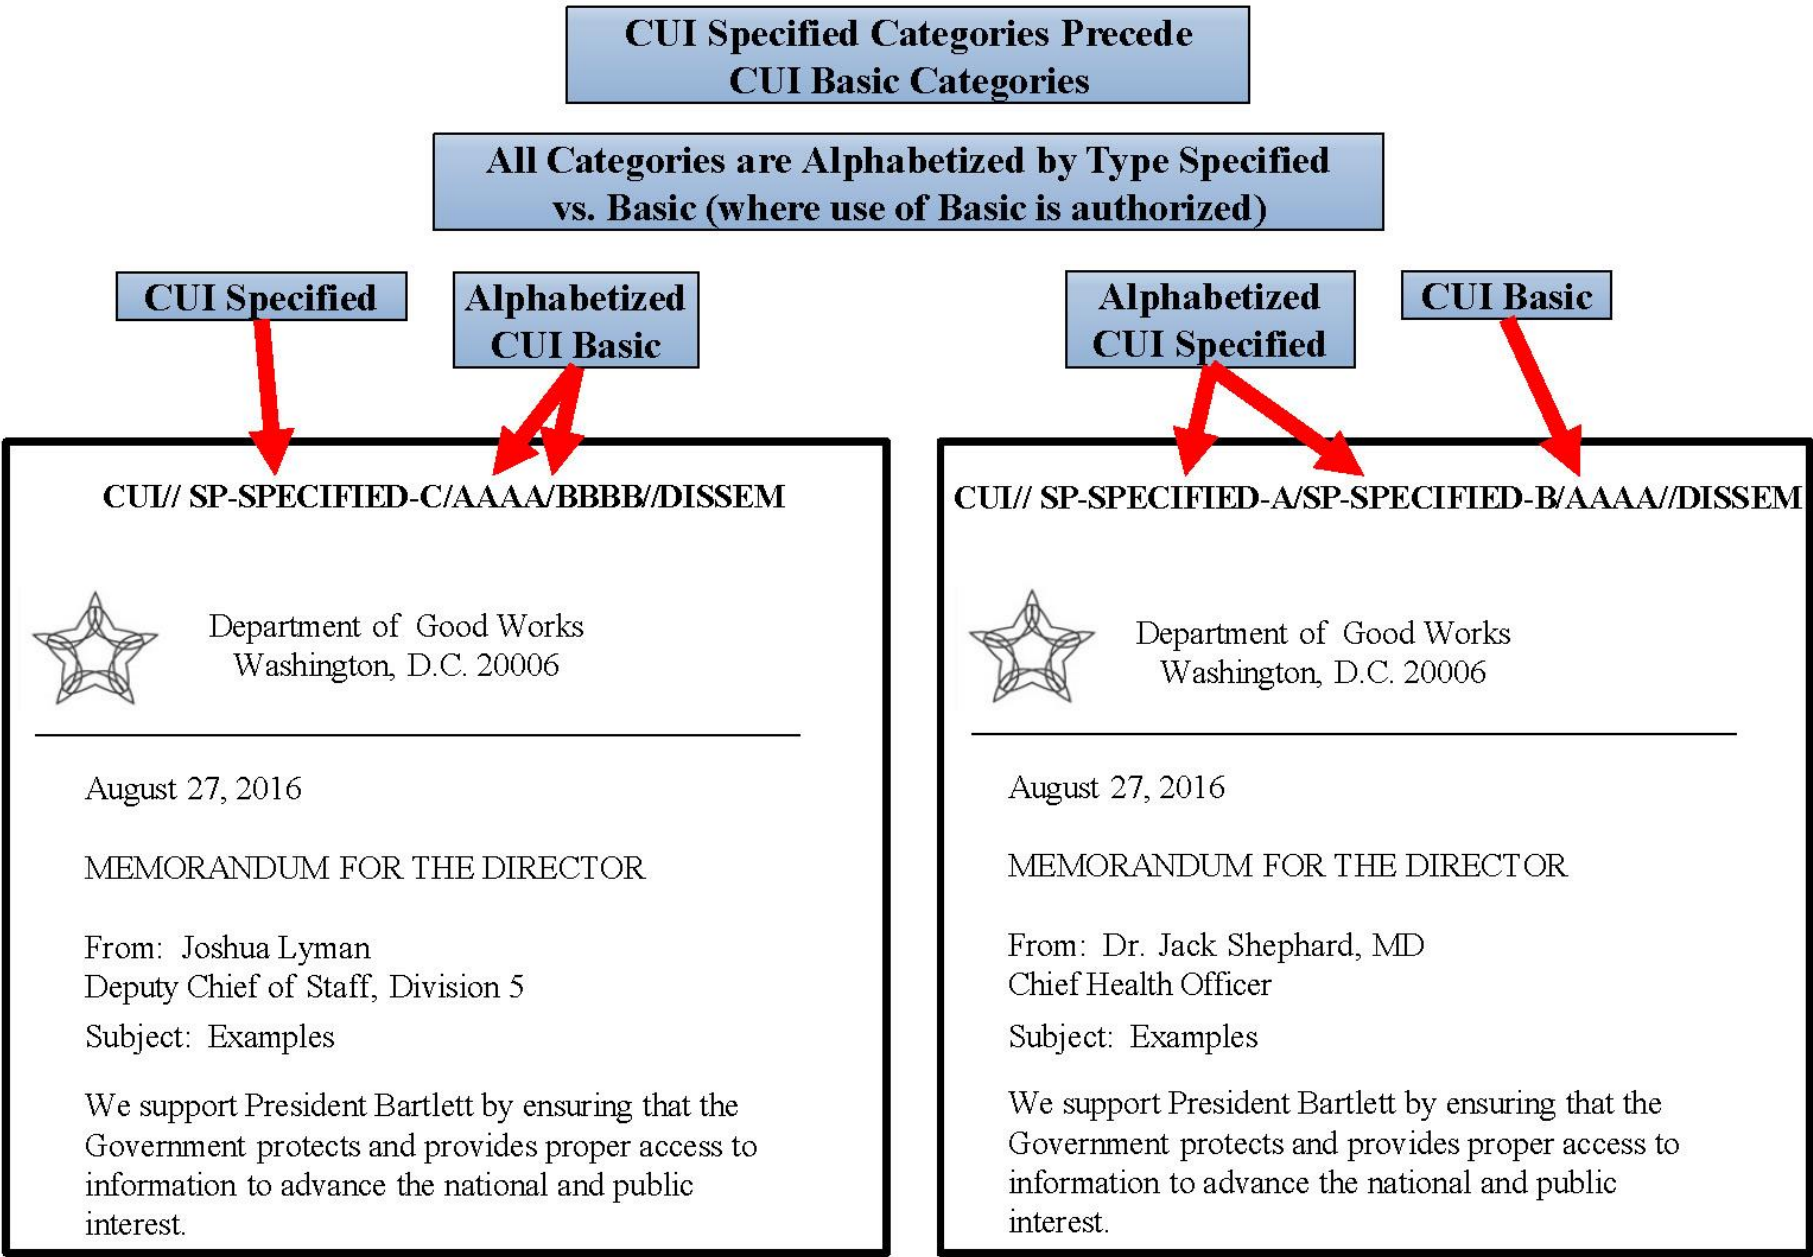 CUI Specified Categories Precede
CUI Basic Categories
All Categories are Alphabetized by Type Specified
vs. Basic (where use of Basic is authorized)
CUI Specified
Alphabetized
CUI Basic
Alphabetized
CUI Specified
CUI Basic
CUI// SP-SPECIFIED-C/AAAA/BBBB//DISSEM
Department of Good Works
Washington, D.C. 20006
August 27, 2016
MEMORANDUM FOR THE DIRECTOR
From: Joshua Lyman
Deputy Chief of Staff, Division 5
Subject: Examples
We support President Bartlett by ensuring that the
Government protects and provides proper access to
information to advance the national and public
interest.
CUI// SP-SPECIFIED-A/SP-SPECIFIED-B/AAAA//DISSEM
Department of Good Works
Washington, D.C. 20006
August 27, 2016
MEMORANDUM FOR THE DIRECTOR
From: Dr. Jack Shephard, MD
Chief Health Officer
Subject: Examples
We support President Bartlett by ensuring that the
Government protects and provides proper access to
information to advance the national and public
interest.